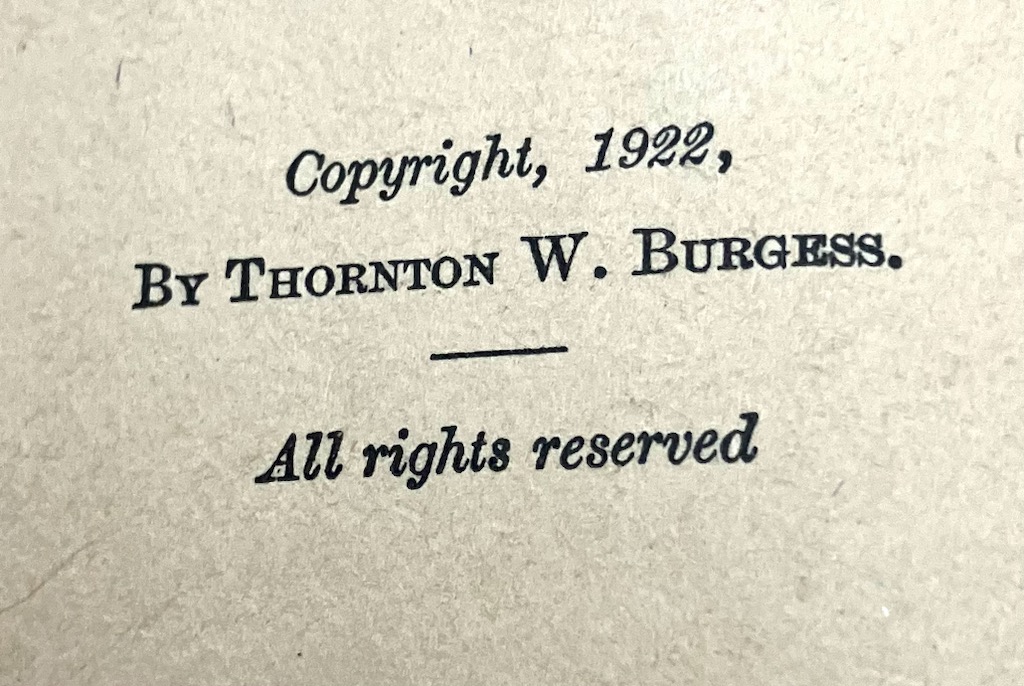 Copyright, 1922,
By Thornton W. Burgess.
All rights reserved